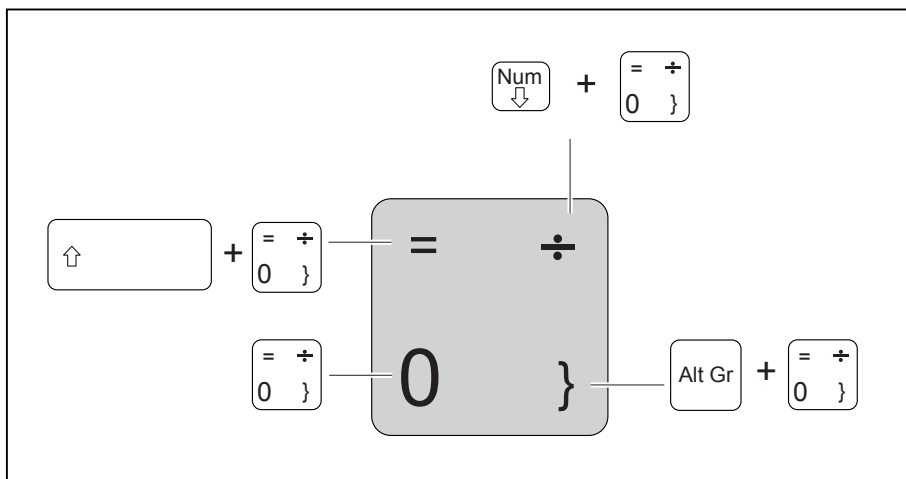 Num + = ÷
0 }
+ = ÷
0 }
= ÷
0 }
= ÷
0 }
Alt Gr + = ÷
0 }